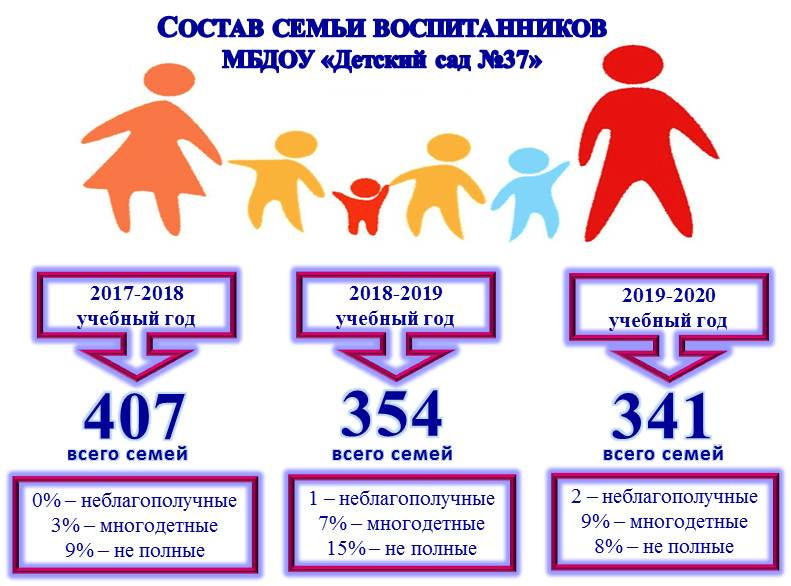 СОСТАВ СЕМЬИ ВОСПИТАННИКОВ
МБДОУ «Детский сад №37»
2017-2018
учебный год
407
всего семей
0% – неблагополучные
3% – многодетные
9% – не полные
2018-2019
учебный год
354
всего семей
1 – неблагополучные
7% – многодетные
15% – не полные
2019-2020
учебный год
341
всего семей
2 – неблагополучные
9% – многодетные
8% – не полные